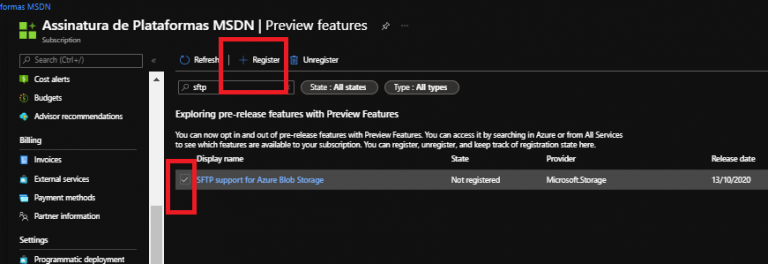 formas MSDN
Assinatura de Plataformas MSDN | Preview features
Subscription
Search (Ctrl+/)
Refresh
Register
Unregister
sftp
State : All states
Type : All types
Cost alerts
Budgets
Advisor recommendations
Billing
Invoices
External services
Payment methods
Partner information
Settings
Programmatic deployment
Exploring pre-release features with Preview Features
You can now opt in and out of pre-release features with Preview Features. You can access it by searching in Azure or from All Services
to see which features are available to your subscription. You can register, unregister, and keep track of registration state here.
Display name State Provider Release date
SFTP support for Azure Blob Storage Not registered Microsoft.Storage 13/10/2020